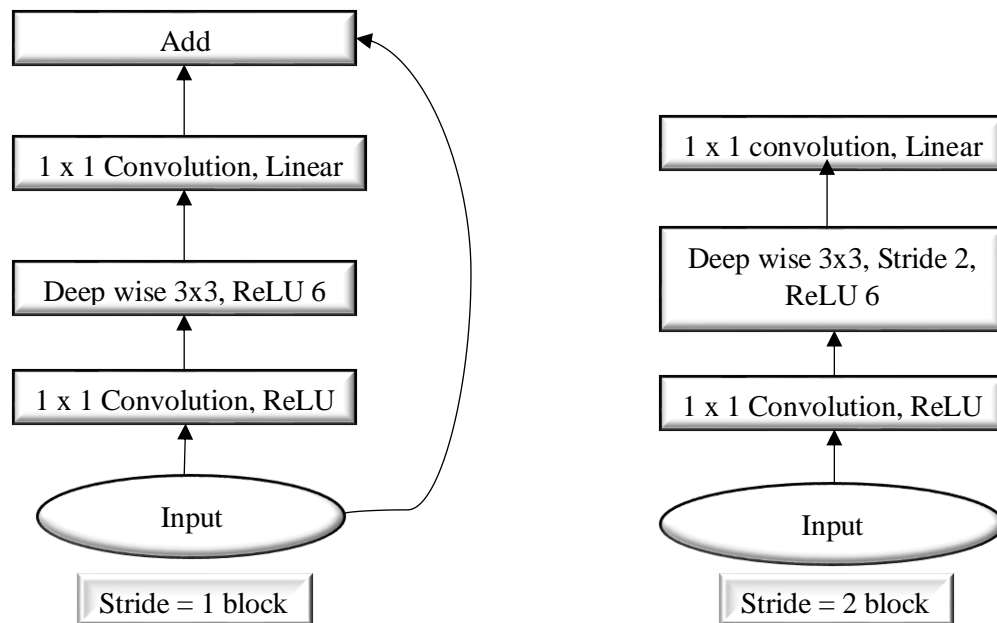 Add
1 x 1 Convolution, Linear
Deep wise 3x3, ReLU 6
1 x 1 Convolution, ReLU
Input
Stride = 1 block
1 x 1 convolution, Linear
Deep wise 3x3, Stride 2,
ReLU 6
1 x 1 Convolution, ReLU
Input
Stride = 2 block